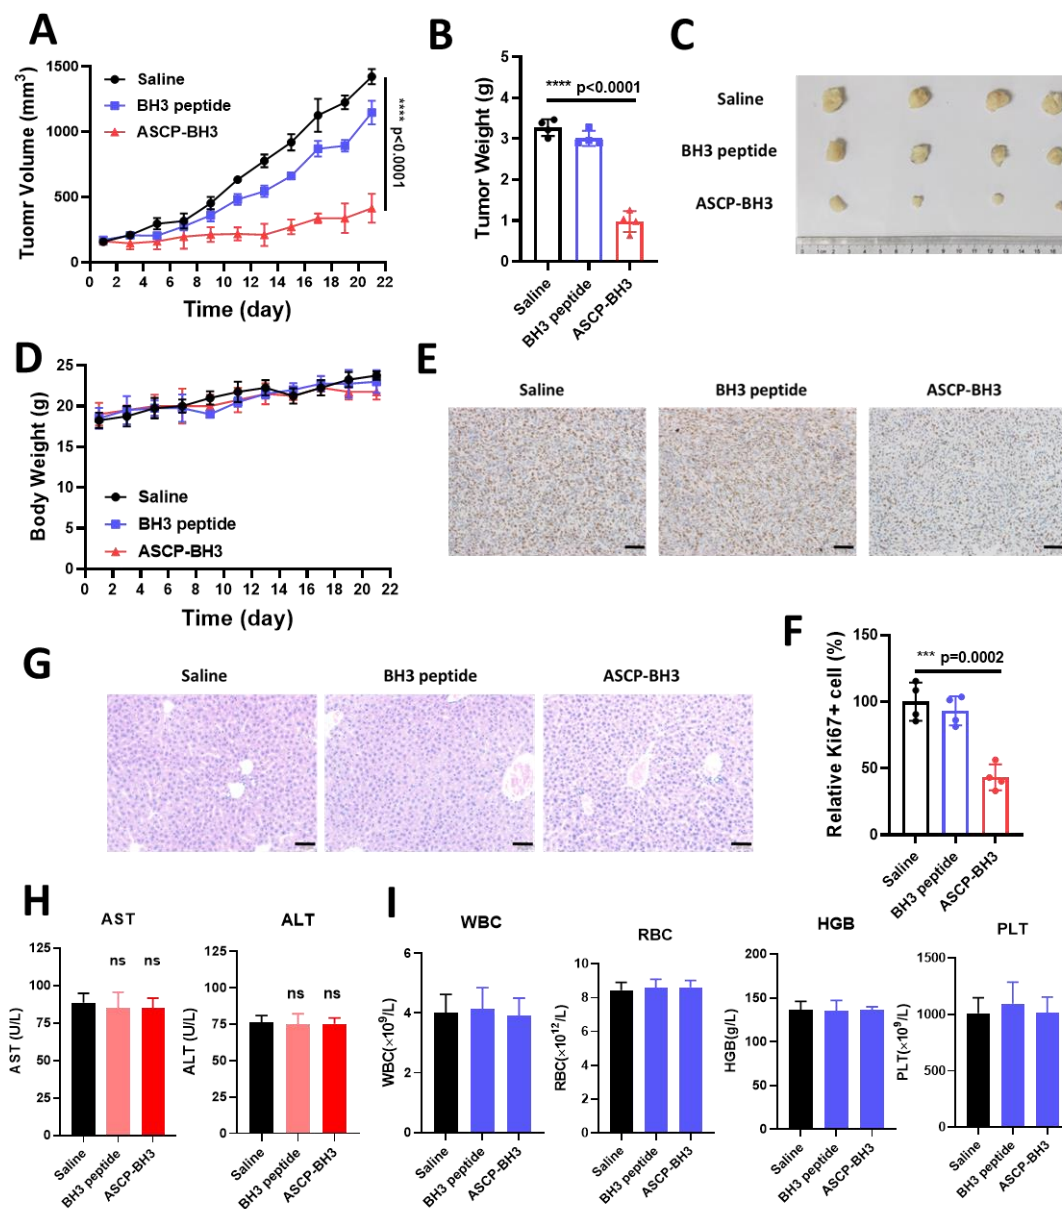 A
1500
1000
500
0
Tuomr Volume (mm³)
Saline
BH3 peptide
ASCP-BH3
**** p<0.0001
0 2 4 6 8 10 12 14 16 18 20 22
Time (day)
B
5
4
3
2
1
0
Tumor Weight (g)
**** p<0.0001
Saline
BH3 peptide
ASCP-BH3
C
Saline
BH3 peptide
ASCP-BH3
D
25
20
15
10
5
0
Body Weight (g)
Saline
BH3 peptide
ASCP-BH3
0 2 4 6 8 10 12 14 16 18 20 22
Time (day)
E
Saline BH3 peptide ASCP-BH3
F
150
100
50
0
Relative Ki67+ cell (%)
*** p=0.0002
Saline
BH3 peptide
ASCP-BH3
G
Saline BH3 peptide ASCP-BH3
H
AST
125
100
75
50
25
0
AST (U/L)
ns ns
Saline
BH3 peptide
ASCP-BH3
ALT
125
100
75
50
25
0
ALT (U/L)
ns ns
Saline
BH3 peptide
ASCP-BH3
I
WBC
6
4
2
0
WBC(×10⁹/L)
Saline
BH3 peptide
ASCP-BH3
RBC
10
8
6
4
2
0
RBC(×10¹²/L)
Saline
BH3 peptide
ASCP-BH3
HGB
200
150
100
50
0
HGB(g/L)
Saline
BH3 peptide
ASCP-BH3
PLT
1500
1000
500
0
PLT(×10⁹/L)
Saline
BH3 peptide
ASCP-BH3